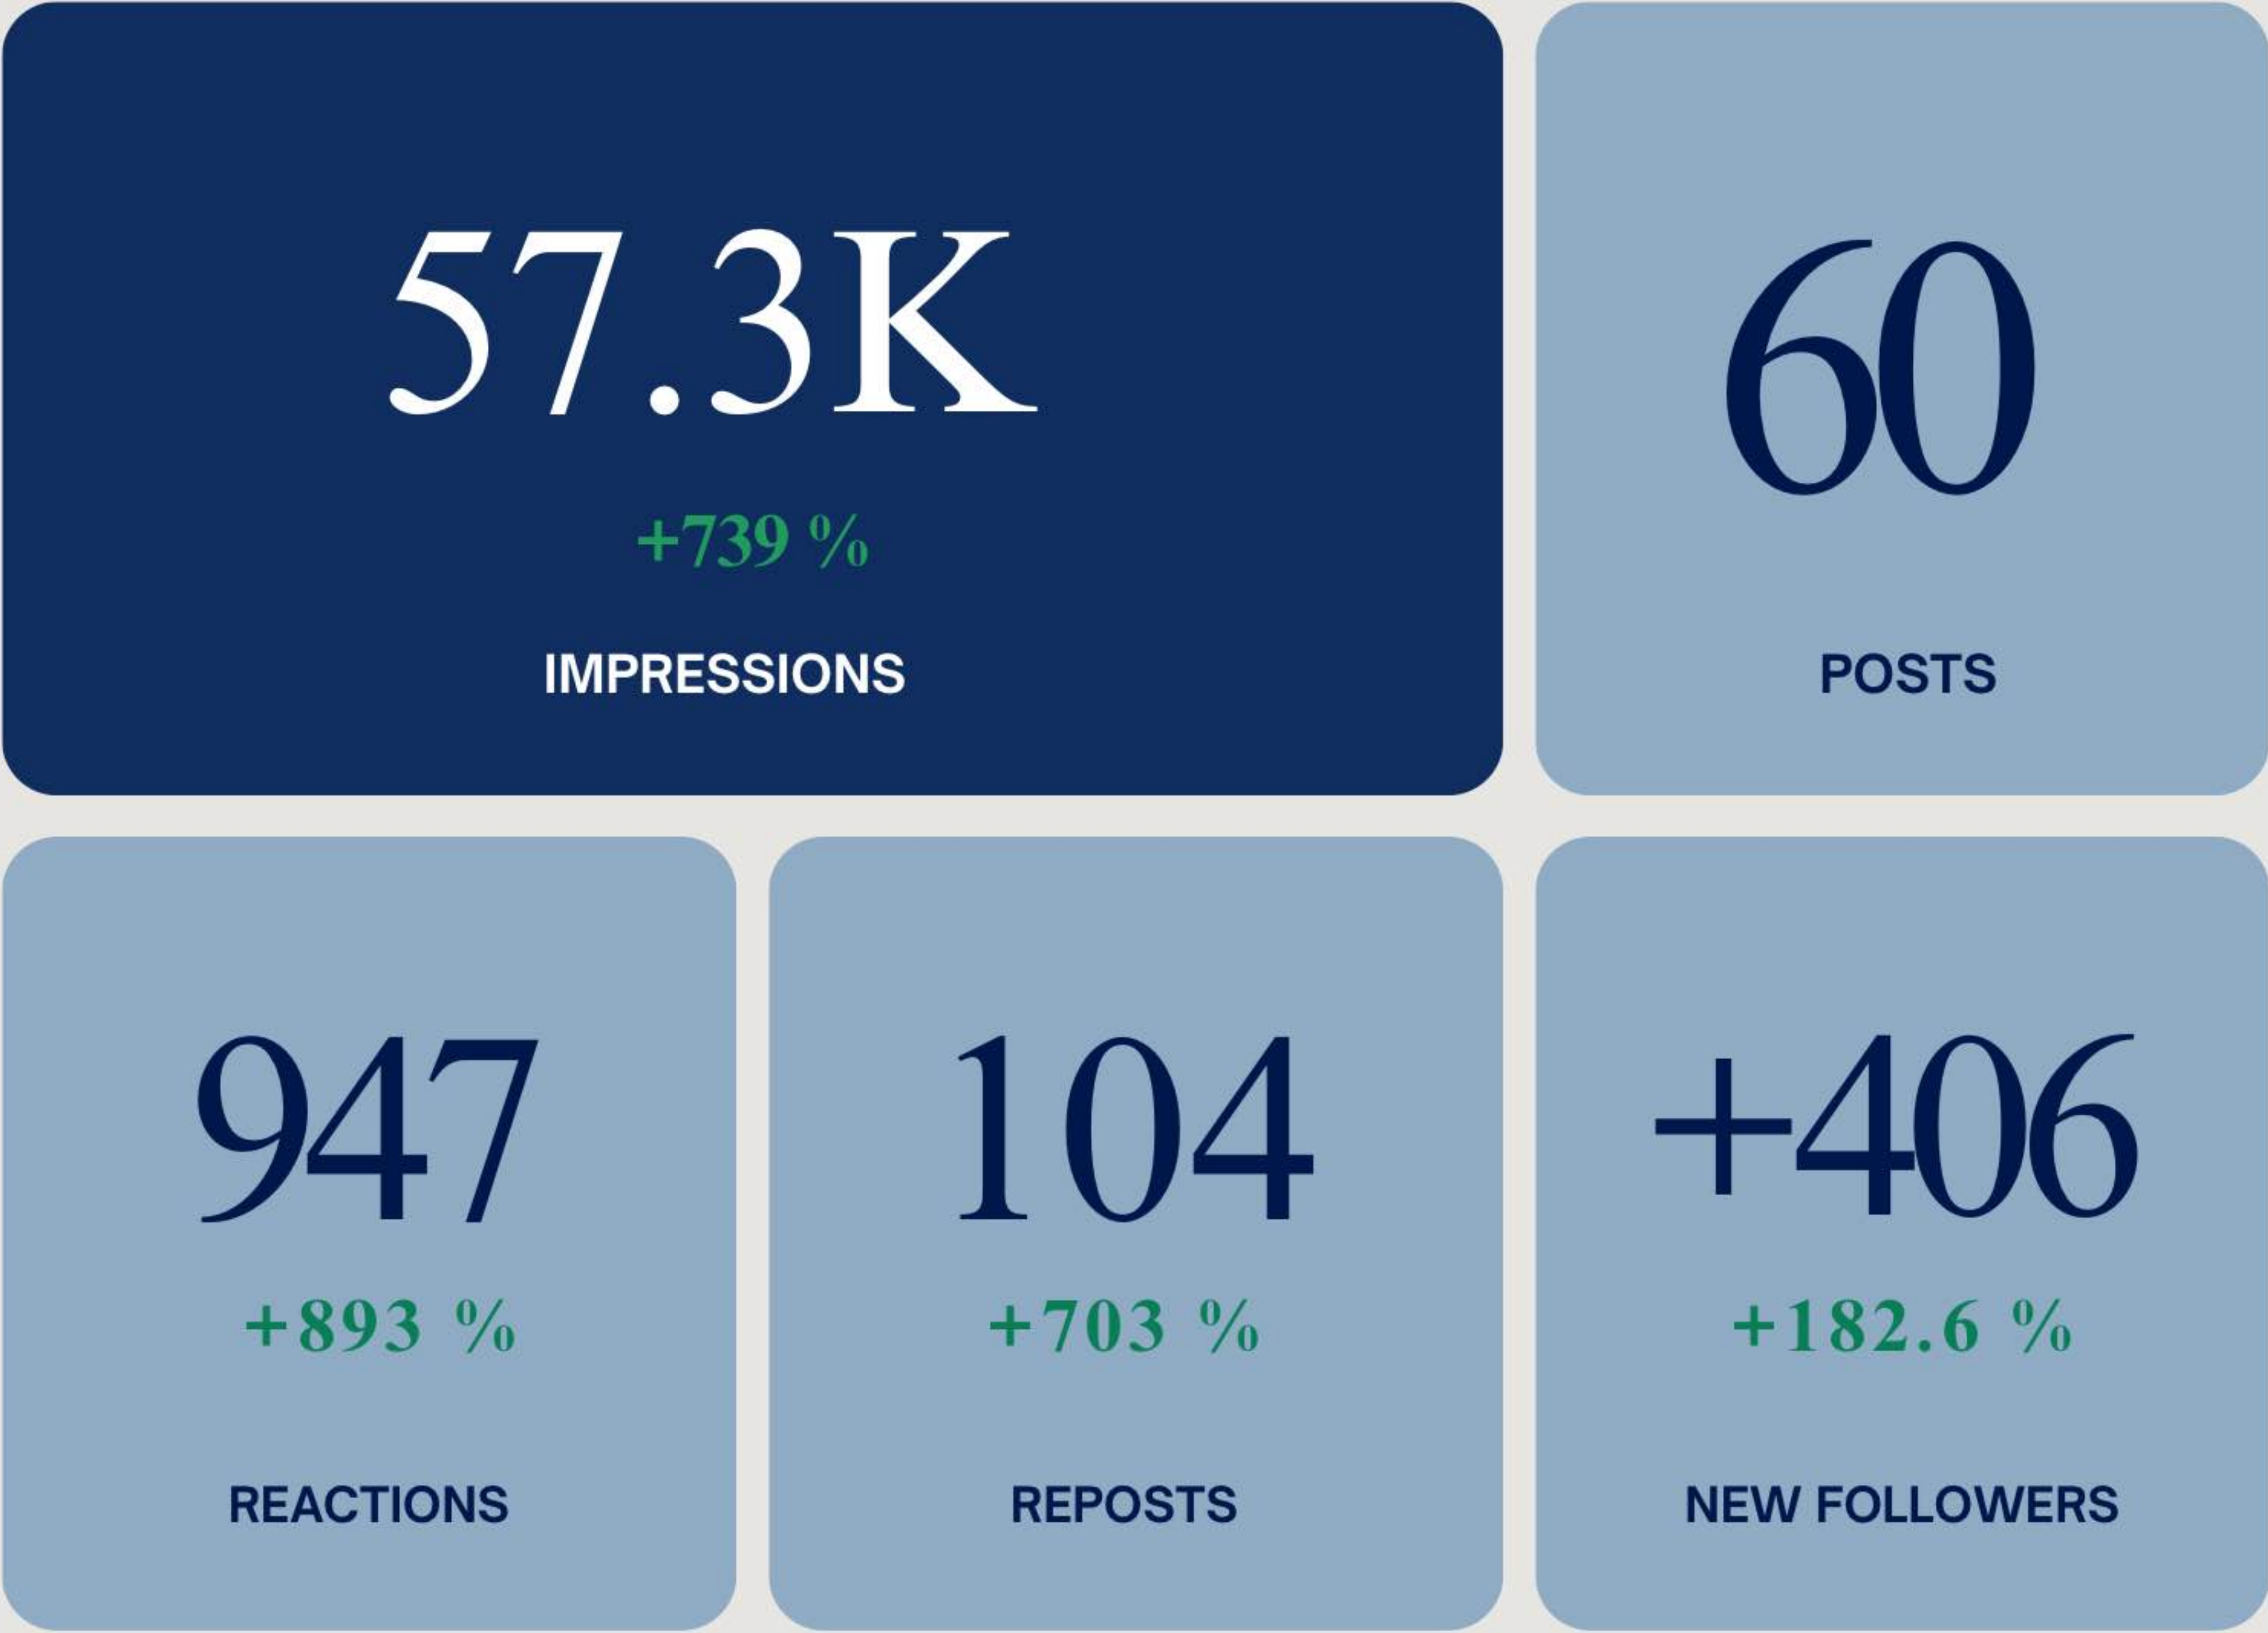 57.3K
+739 %
IMPRESSIONS
60
POSTS
947
+893 %
REACTIONS
104
+703 %
REPOSTS
+406
+182.6 %
NEW FOLLOWERS